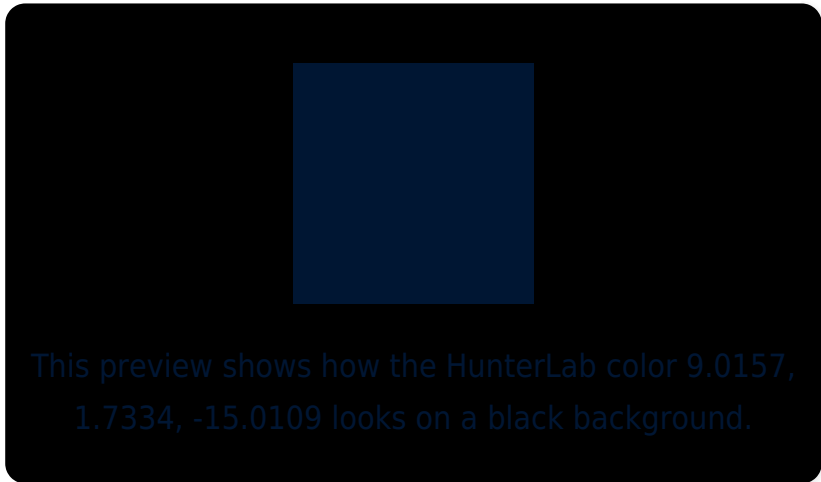 This preview shows how the HunterLab color 9.0157,
1.7334, -15.0109 looks on a black background.